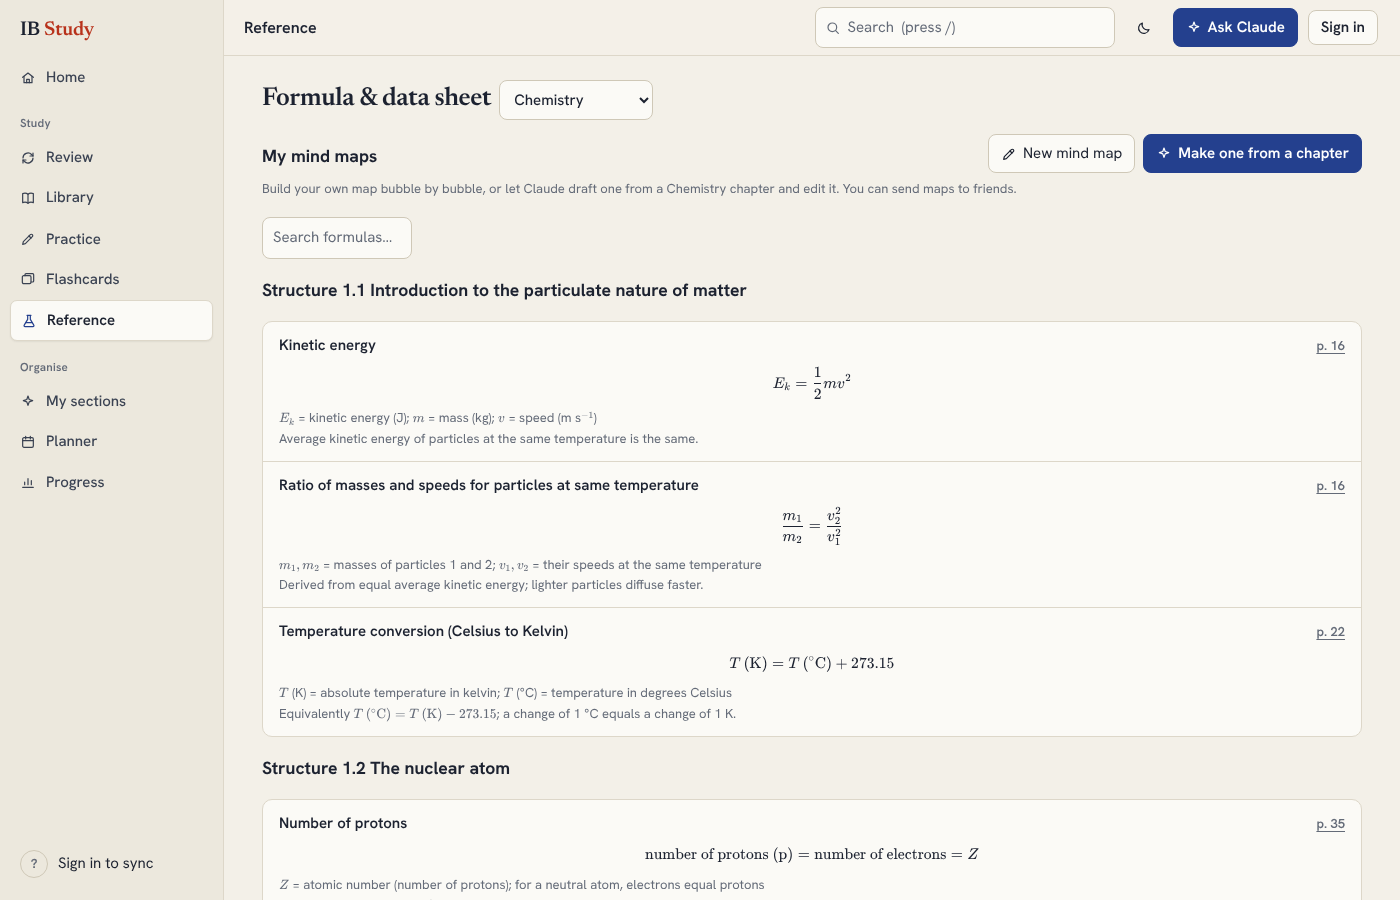 IB Study
Home
Study
Review
Library
Practice
Flashcards
Reference
Organise
My sections
Planner
Progress
? Sign in to sync
Reference
Search (press /)
Ask Claude
Sign in
Formula & data sheet
Chemistry
My mind maps
New mind map
Make one from a chapter
Build your own map bubble by bubble, or let Claude draft one from a Chemistry chapter and edit it. You can send maps to friends.
Search formulas...
Structure 1.1 Introduction to the particulate nature of matter
Kinetic energy p. 16
E_k = 1/2 mv²
E_k = kinetic energy (J); m = mass (kg); v = speed (m s⁻¹)
Average kinetic energy of particles at the same temperature is the same.
Ratio of masses and speeds for particles at same temperature p. 16
m₁/m₂ = v₂²/v₁²
m₁, m₂ = masses of particles 1 and 2; v₁, v₂ = their speeds at the same temperature
Derived from equal average kinetic energy; lighter particles diffuse faster.
Temperature conversion (Celsius to Kelvin) p. 22
T (K) = T (°C) + 273.15
T (K) = absolute temperature in kelvin; T (°C) = temperature in degrees Celsius
Equivalently T (°C) = T (K) − 273.15; a change of 1 °C equals a change of 1 K.
Structure 1.2 The nuclear atom
Number of protons p. 35
number of protons (p) = number of electrons = Z
Z = atomic number (number of protons); for a neutral atom, electrons equal protons